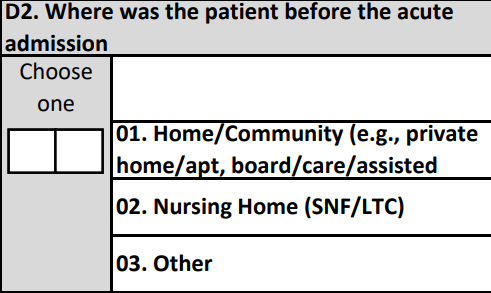 D2. Where was the patient before the acute
admission
Choose
one
01. Home/Community (e.g., private
home/apt, board/care/assisted
02. Nursing Home (SNF/LTC)
03. Other